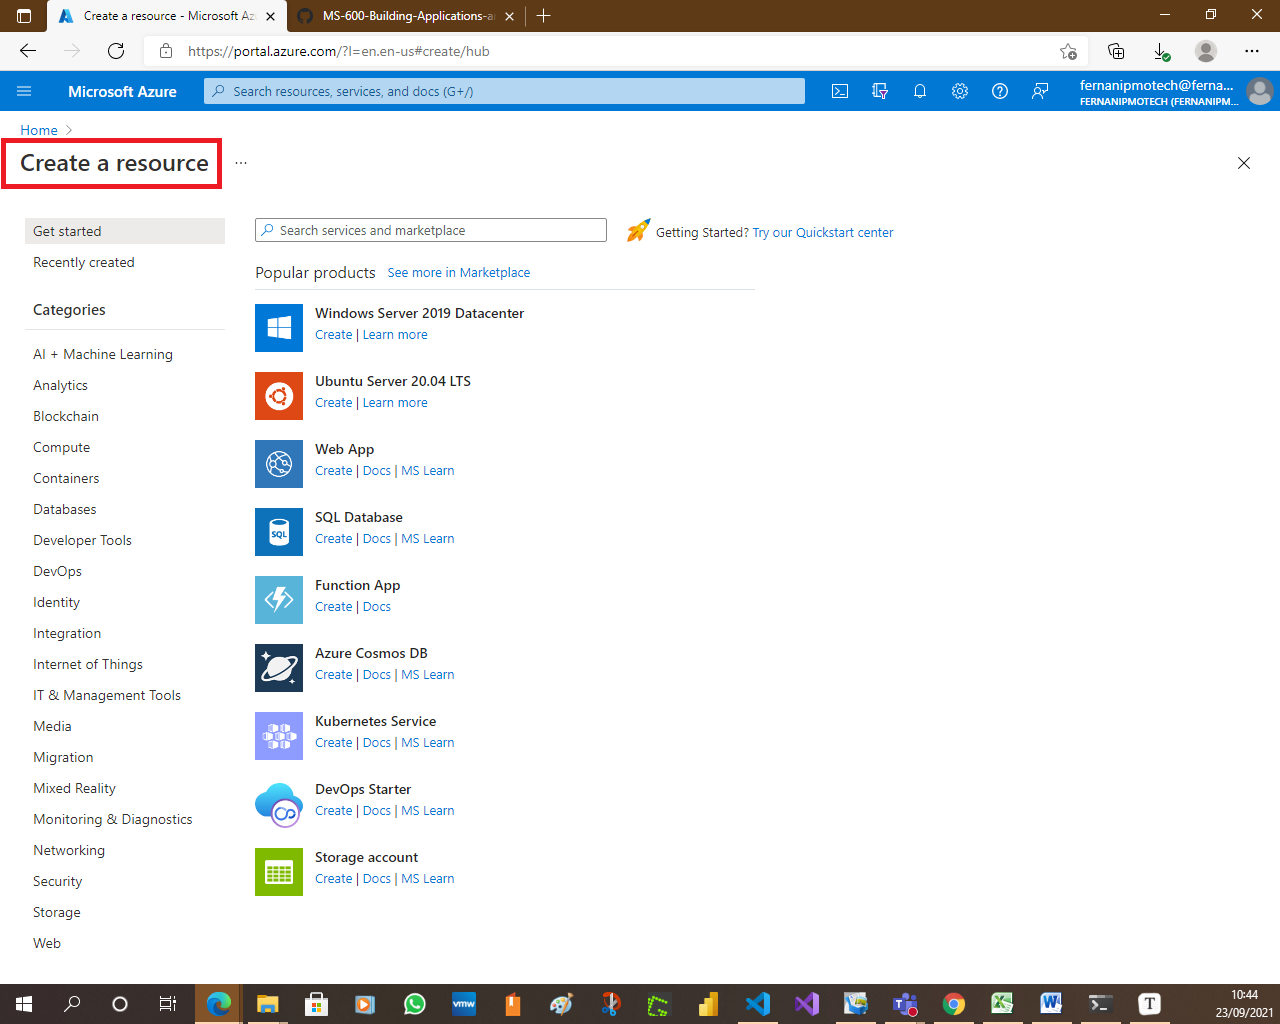 Create a resource - Microsoft Az
MS-600-Building-Applications-a
https://portal.azure.com/?l=en.en-us#create/hub
Microsoft Azure
Search resources, services, and docs (G+/)
fernanipmotech@ferna...
FERNANIPMOTECH (FERNANIPM...
Home
Create a resource
...
Get started
Recently created
Categories
AI + Machine Learning
Analytics
Blockchain
Compute
Containers
Databases
Developer Tools
DevOps
Identity
Integration
Internet of Things
IT & Management Tools
Media
Migration
Mixed Reality
Monitoring & Diagnostics
Networking
Security
Storage
Web
Search services and marketplace
Getting Started? Try our Quickstart center
Popular products See more in Marketplace
Windows Server 2019 Datacenter
Create | Learn more
Ubuntu Server 20.04 LTS
Create | Learn more
Web App
Create | Docs | MS Learn
SQL
SQL Database
Create | Docs | MS Learn
Function App
Create | Docs
Azure Cosmos DB
Create | Docs | MS Learn
Kubernetes Service
Create | Docs | MS Learn
DevOps Starter
Create | Docs | MS Learn
Storage account
Create | Docs | MS Learn
vmw
T
10:44
23/09/2021